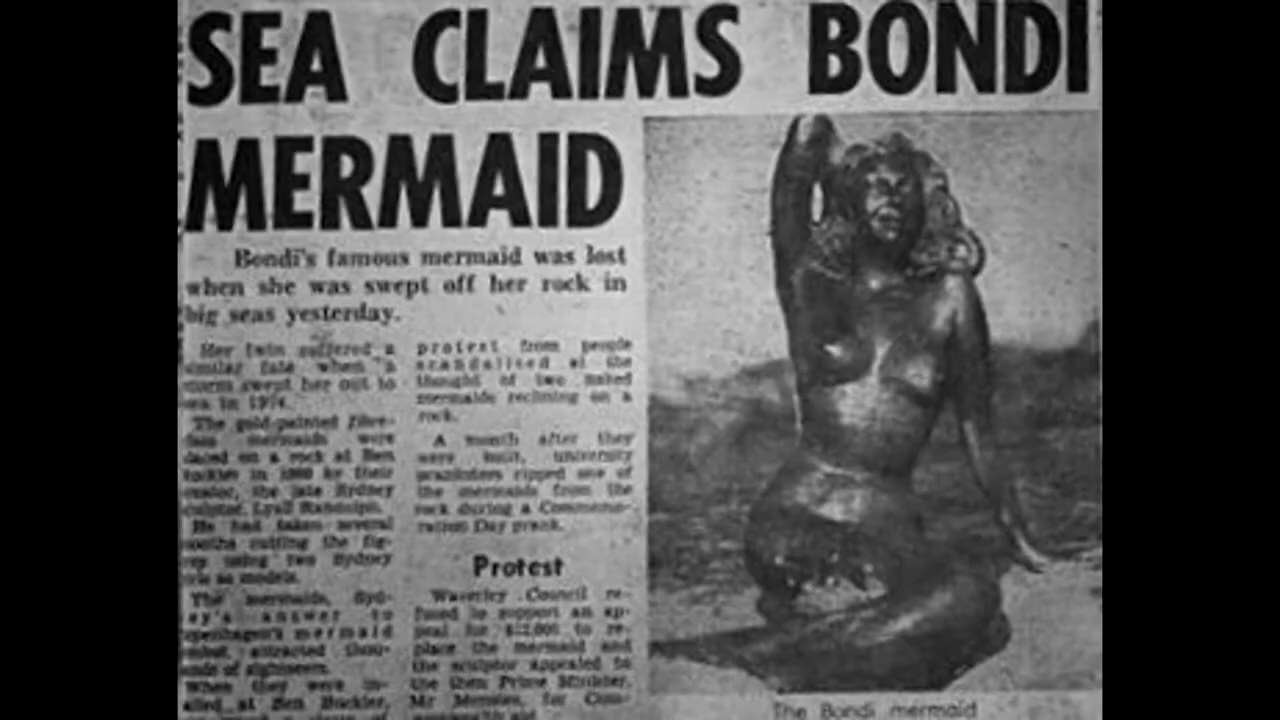 SEA CLAIMS BONDI
MERMAID
Bondi's famous mermaid was lost
when she was swept off her rock in
big seas yesterday.
Her twin suffered a
similar fate when a
storm swept her out to
sea in 1974.
The gold-painted fibre-
mermaids were
placed on a rock at Ben
Buckler in 1960 by their
the late Sydney
sculptor, Lyall Randolph.
He had taken several
months the fig-
using two Sydney
girls as models.
The mermaids, Syd-
ney's answer to
Copenhagen's mermaid
attracted thou-
sands of sightseers.
When they were in-
at Ben Buckler,
of
protest from people
scandalised at the
thought of two naked
mermaids reclining on a
rock.
A month after they
were built, university
pranksters ripped one of
the mermaids from the
rock during a Commemo-
ration Day prank.
Protest
Waverley Council re-
fused to support an ap-
peal for to re-
place the mermaid and
the sculptor appealed to
the then Prime Minister,
Mr Menzies, for Com-
aid
The Bondi mermaid